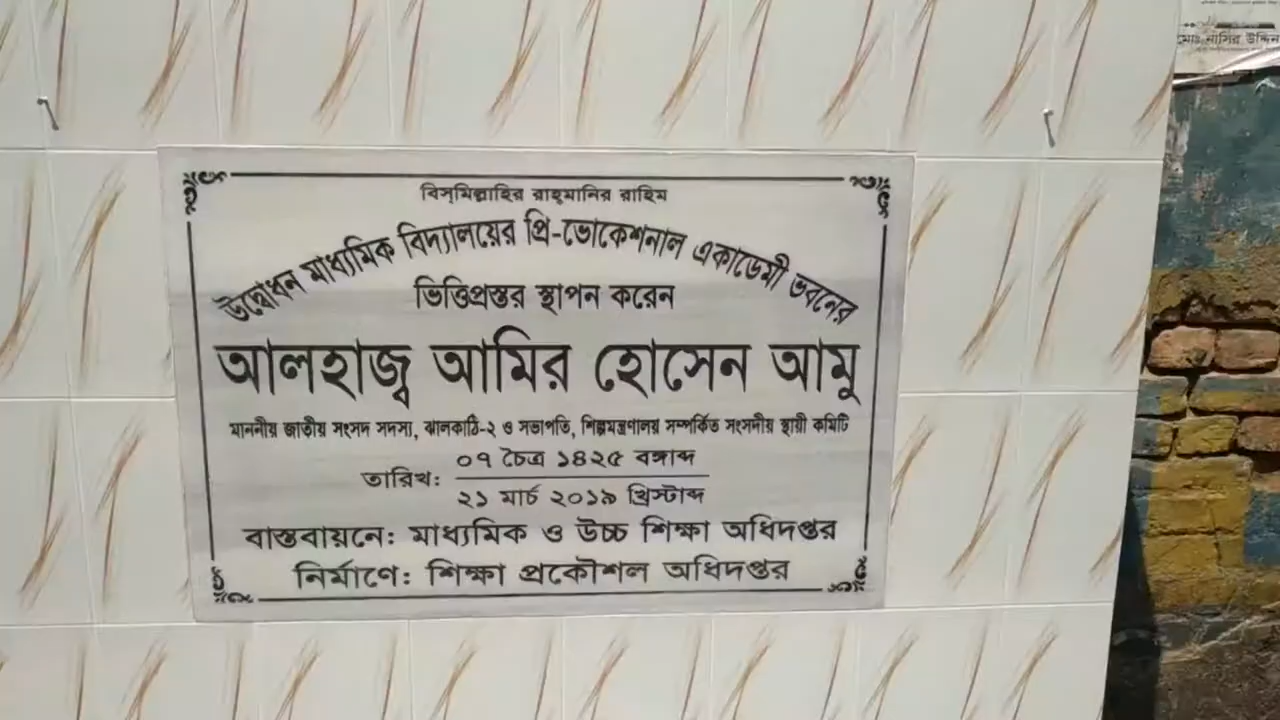 বিস্‌মিল্লাহির রাহ্‌মানির রাহিম
উদ্বোধন মাধ্যমিক বিদ্যালয়ের প্রি-ভোকেশনাল একাডেমী ভবনের
ভিত্তিপ্রস্তর স্থাপন করেন
আলহাজ্ব আমির হোসেন আমু
মাননীয় জাতীয় সংসদ সদস্য, ঝালকাঠি-২ ও সভাপতি, শিল্পমন্ত্রণালয় সম্পর্কিত সংসদীয় স্থায়ী কমিটি
তারিখ: ০৭ চৈত্র ১৪২৫ বঙ্গাব্দ
২১ মার্চ ২০১৯ খ্রিস্টাব্দ
বাস্তবায়নে: মাধ্যমিক ও উচ্চ শিক্ষা অধিদপ্তর
নির্মাণে: শিক্ষা প্রকৌশল অধিদপ্তর
মোঃ নাসির উদ্দিন